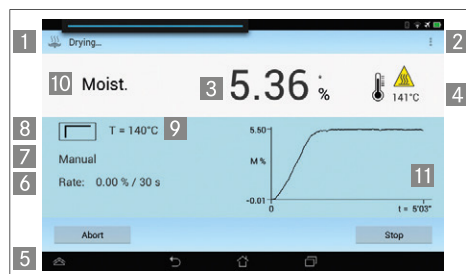 1 Drying... 2
10 Moist. 3 5.36 * % 141°C 4
8 T = 140°C 9
7 Manual
6 Rate: 0.00 % / 30 s
5.50
M %
-0.01
0 t = 5'03"
11
Abort Stop
5